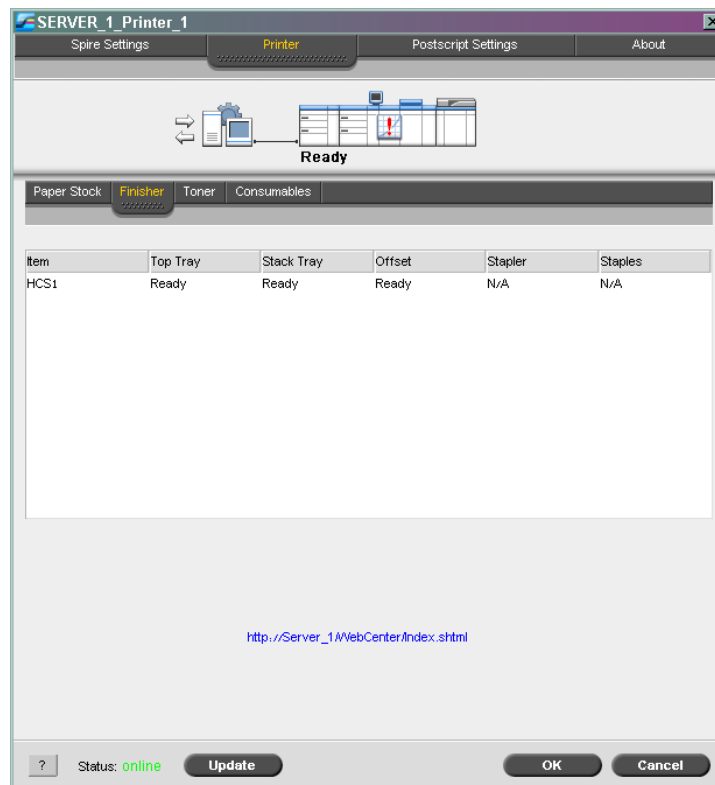 SERVER_1_Printer_1
Spire Settings Printer Postscript Settings About
Ready
Paper Stock Finisher Toner Consumables
Item Top Tray Stack Tray Offset Stapler Staples
HCS1 Ready Ready Ready N/A N/A
http://Server_1/WebCenter/Index.shtml
? Status: online Update OK Cancel